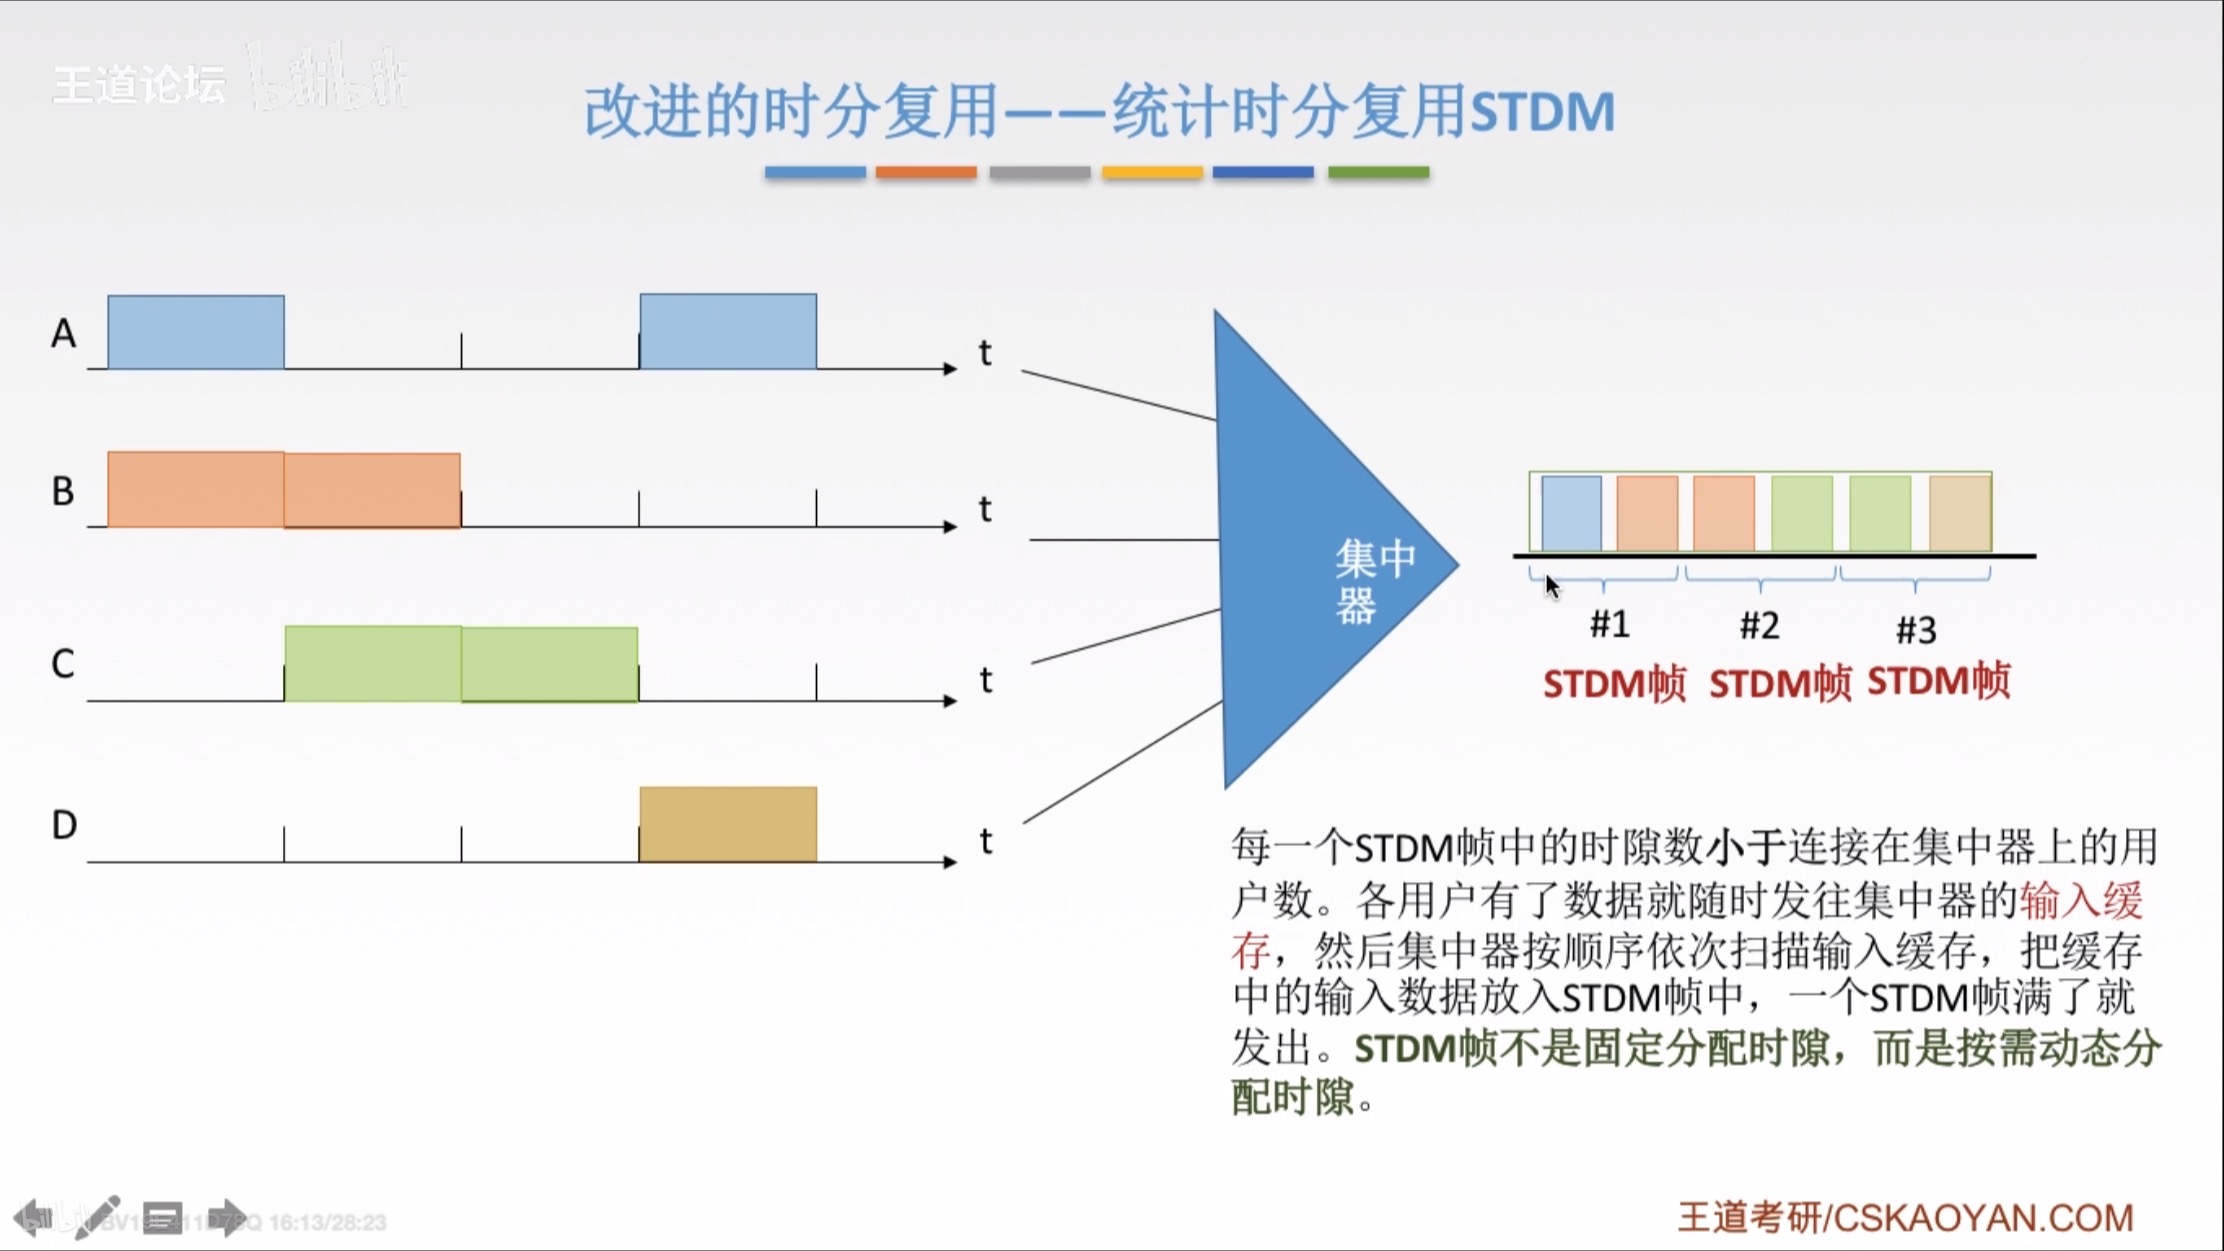 王道论坛 bilibili
改进的时分复用——统计时分复用STDM
A
t
B
t
C
t
D
t
集中
器
#1
#2
#3
STDM帧
STDM帧
STDM帧
每一个STDM帧中的时隙数小于连接在集中器上的用
户数。各用户有了数据就随时发往集中器的输入缓
存，然后集中器按顺序依次扫描输入缓存，把缓存
中的输入数据放入STDM帧中，一个STDM帧满了就
发出。STDM帧不是固定分配时隙，而是按需动态分
配时隙。
16:13/28:23
王道考研/CSKAOYAN.COM